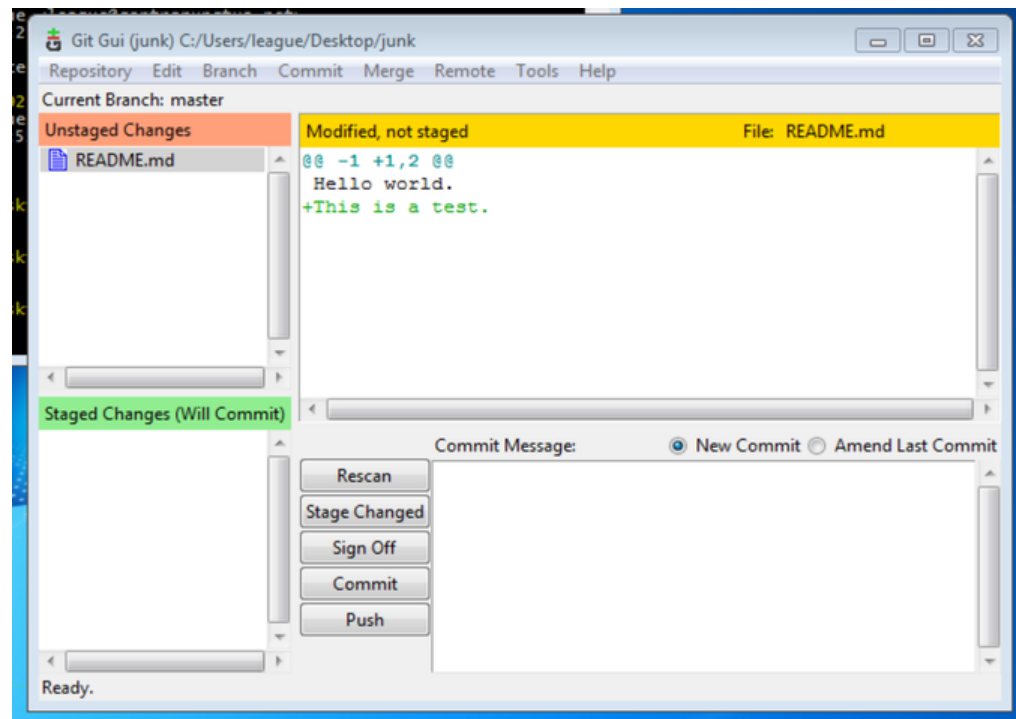 Git Gui (junk) C:/Users/league/Desktop/junk
Repository Edit Branch Commit Merge Remote Tools Help
Current Branch: master
Unstaged Changes
README.md
Modified, not staged File: README.md
@@ -1 +1,2 @@
Hello world.
+This is a test.
Staged Changes (Will Commit)
Commit Message: New Commit Amend Last Commit
Rescan
Stage Changed
Sign Off
Commit
Push
Ready.